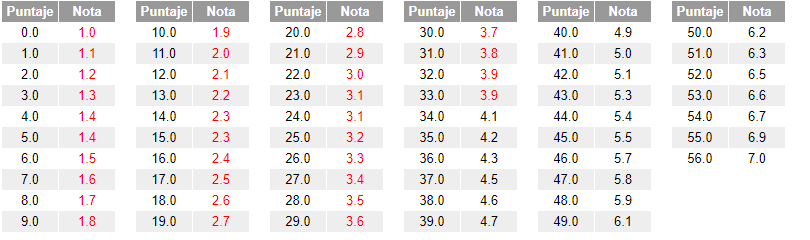 Puntaje Nota Puntaje Nota Puntaje Nota Puntaje Nota Puntaje Nota Puntaje Nota
0.0 1.0 10.0 1.9 20.0 2.8 30.0 3.7 40.0 4.9 50.0 6.2
1.0 1.1 11.0 2.0 21.0 2.9 31.0 3.8 41.0 5.0 51.0 6.3
2.0 1.2 12.0 2.1 22.0 3.0 32.0 3.9 42.0 5.1 52.0 6.5
3.0 1.3 13.0 2.2 23.0 3.1 33.0 3.9 43.0 5.3 53.0 6.6
4.0 1.4 14.0 2.3 24.0 3.1 34.0 4.1 44.0 5.4 54.0 6.7
5.0 1.4 15.0 2.3 25.0 3.2 35.0 4.2 45.0 5.5 55.0 6.9
6.0 1.5 16.0 2.4 26.0 3.3 36.0 4.3 46.0 5.7 56.0 7.0
7.0 1.6 17.0 2.5 27.0 3.4 37.0 4.5 47.0 5.8
8.0 1.7 18.0 2.6 28.0 3.5 38.0 4.6 48.0 5.9
9.0 1.8 19.0 2.7 29.0 3.6 39.0 4.7 49.0 6.1